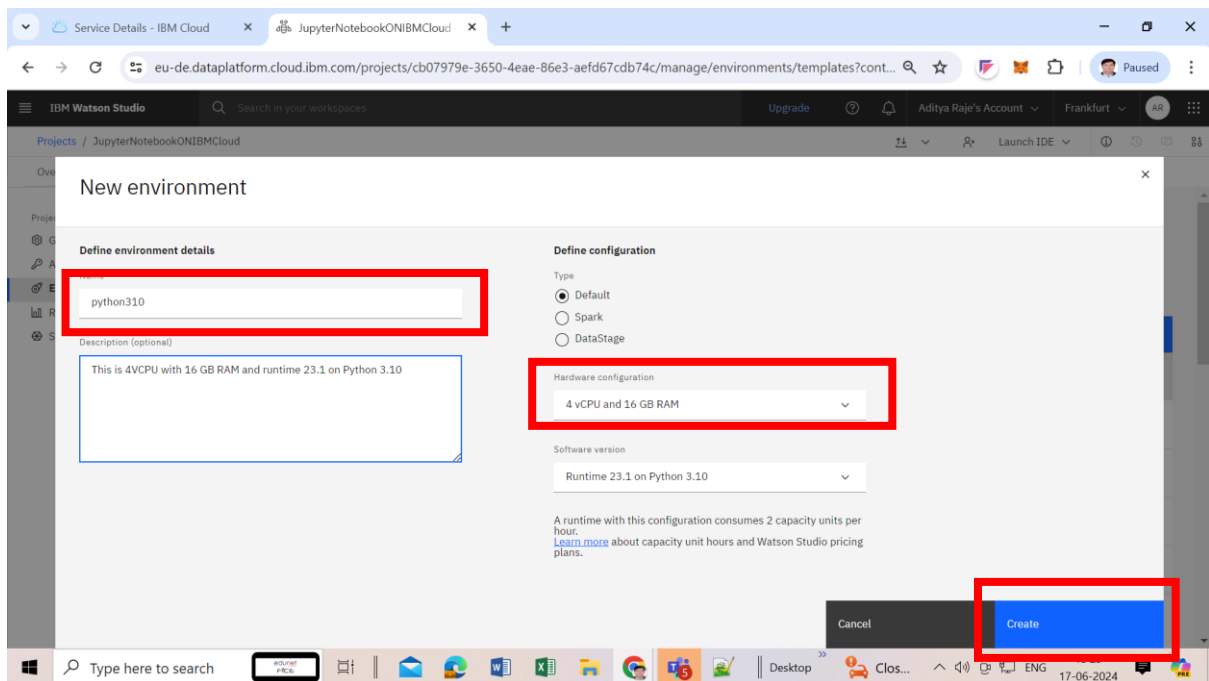 Service Details - IBM Cloud
JupyterNotebookONIBMCloud
eu-de.dataplatform.cloud.ibm.com/projects/cb07979e-3650-4eae-86e3-aefd67cdb74c/manage/environments/templates?cont...
Paused
IBM Watson Studio
Search in your workspaces
Upgrade
Aditya Raje's Account
Frankfurt
AR
Projects / JupyterNotebookONIBMCloud
Launch IDE
Ove
New environment
Proje
G
A
E
R
S
Define environment details
python310
Description (optional)
This is 4VCPU with 16 GB RAM and runtime 23.1 on Python 3.10
Define configuration
Type
Default
Spark
DataStage
Hardware configuration
4 vCPU and 16 GB RAM
Software version
Runtime 23.1 on Python 3.10
A runtime with this configuration consumes 2 capacity units per
hour.
Learn more about capacity unit hours and Watson Studio pricing
plans.
Cancel
Create
Type here to search
edunet
Desktop
Clos...
ENG
17-06-2024
PRE